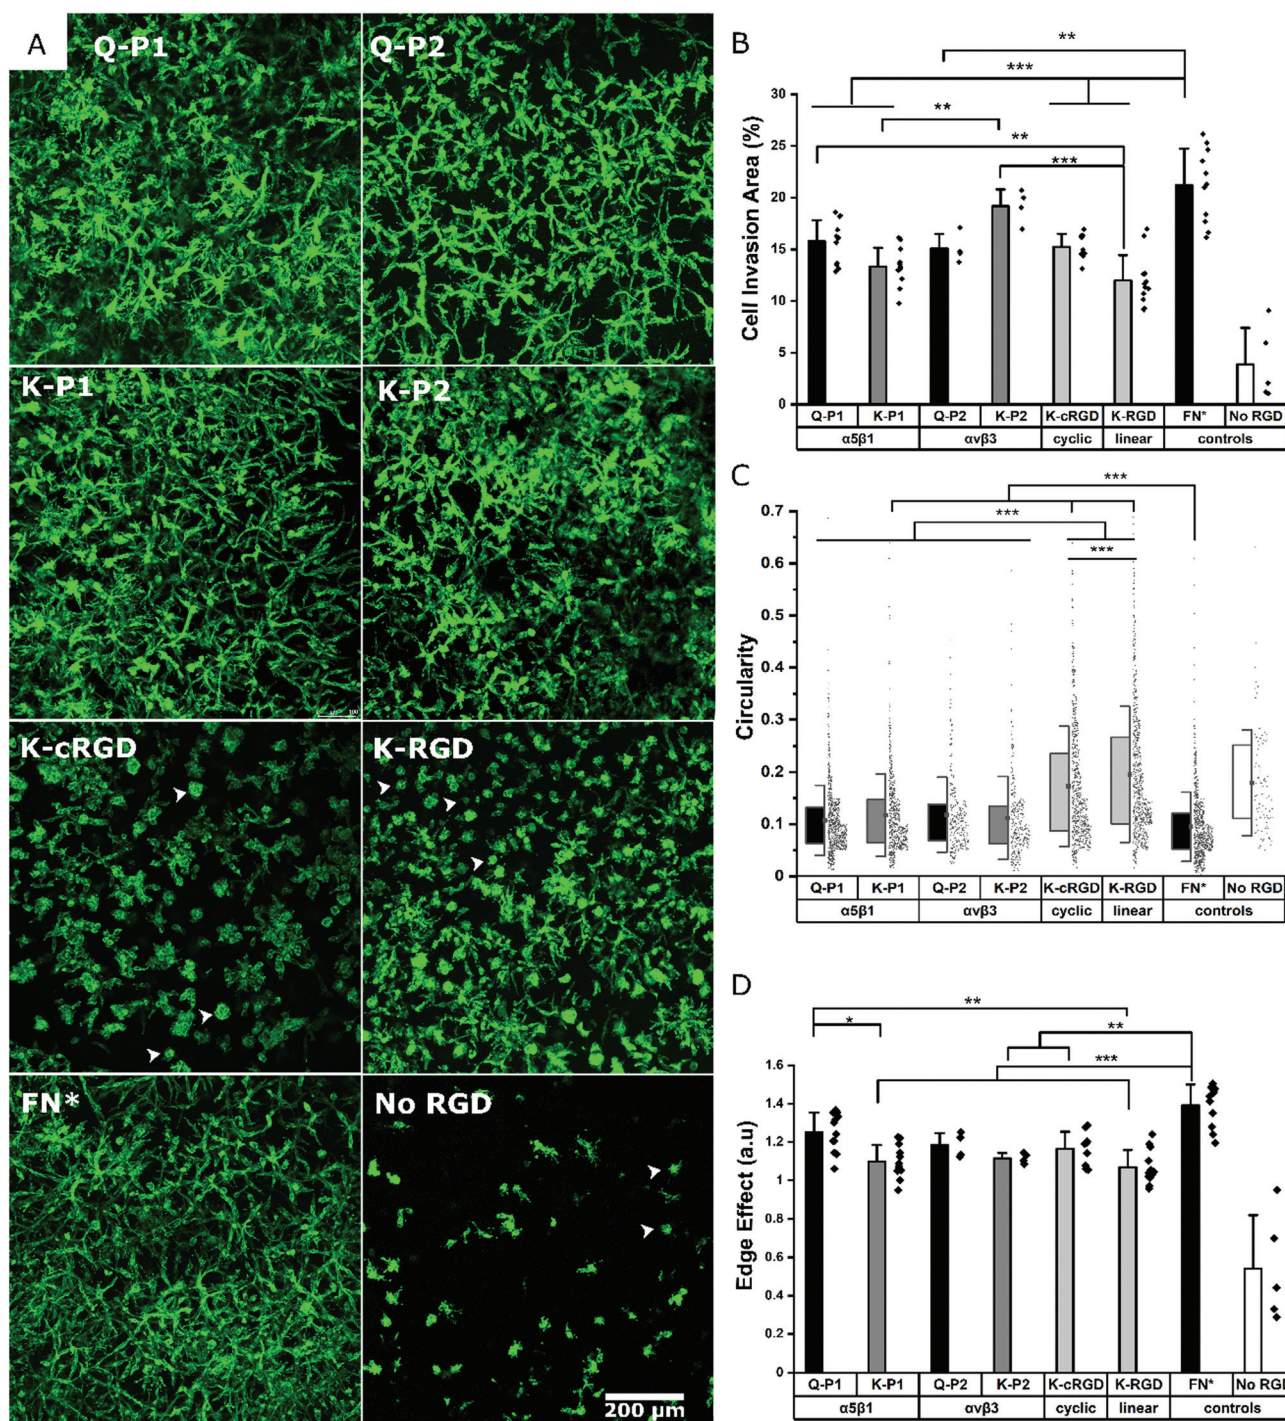 A
Q-P1
Q-P2
K-P1
K-P2
K-cRGD
K-RGD
FN*
No RGD
200 µm
B
**
***
**
**
***
Cell Invasion Area (%)
30
25
20
15
10
5
0
Q-P1 K-P1 Q-P2 K-P2 K-cRGD K-RGD FN* No RGD
α5β1 αvβ3 cyclic linear controls
C
***
***
***
Circularity
0.7
0.6
0.5
0.4
0.3
0.2
0.1
0
Q-P1 K-P1 Q-P2 K-P2 K-cRGD K-RGD FN* No RGD
α5β1 αvβ3 cyclic linear controls
D
**
*
**
***
Edge Effect (a.u)
1.6
1.4
1.2
1
0.8
0.6
0.4
0.2
0
Q-P1 K-P1 Q-P2 K-P2 K-cRGD K-RGD FN* No RGD
α5β1 αvβ3 cyclic linear controls